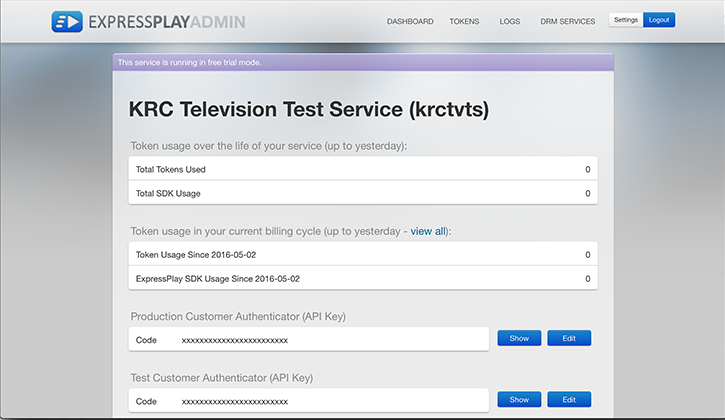 EXPRESSPLAYADMIN
DASHBOARD TOKENS LOGS DRM SERVICES Settings Logout
This service is running in free trial mode.
KRC Television Test Service (krctvts)
Token usage over the life of your service (up to yesterday):
Total Tokens Used 0
Total SDK Usage 0
Token usage in your current billing cycle (up to yesterday - view all):
Token Usage Since 2016-05-02 0
ExpressPlay SDK Usage Since 2016-05-02 0
Production Customer Authenticator (API Key)
Code xxxxxxxxxxxxxxxxxxxxxxxx Show Edit
Test Customer Authenticator (API Key)
Code xxxxxxxxxxxxxxxxxxxxxxxx Show Edit